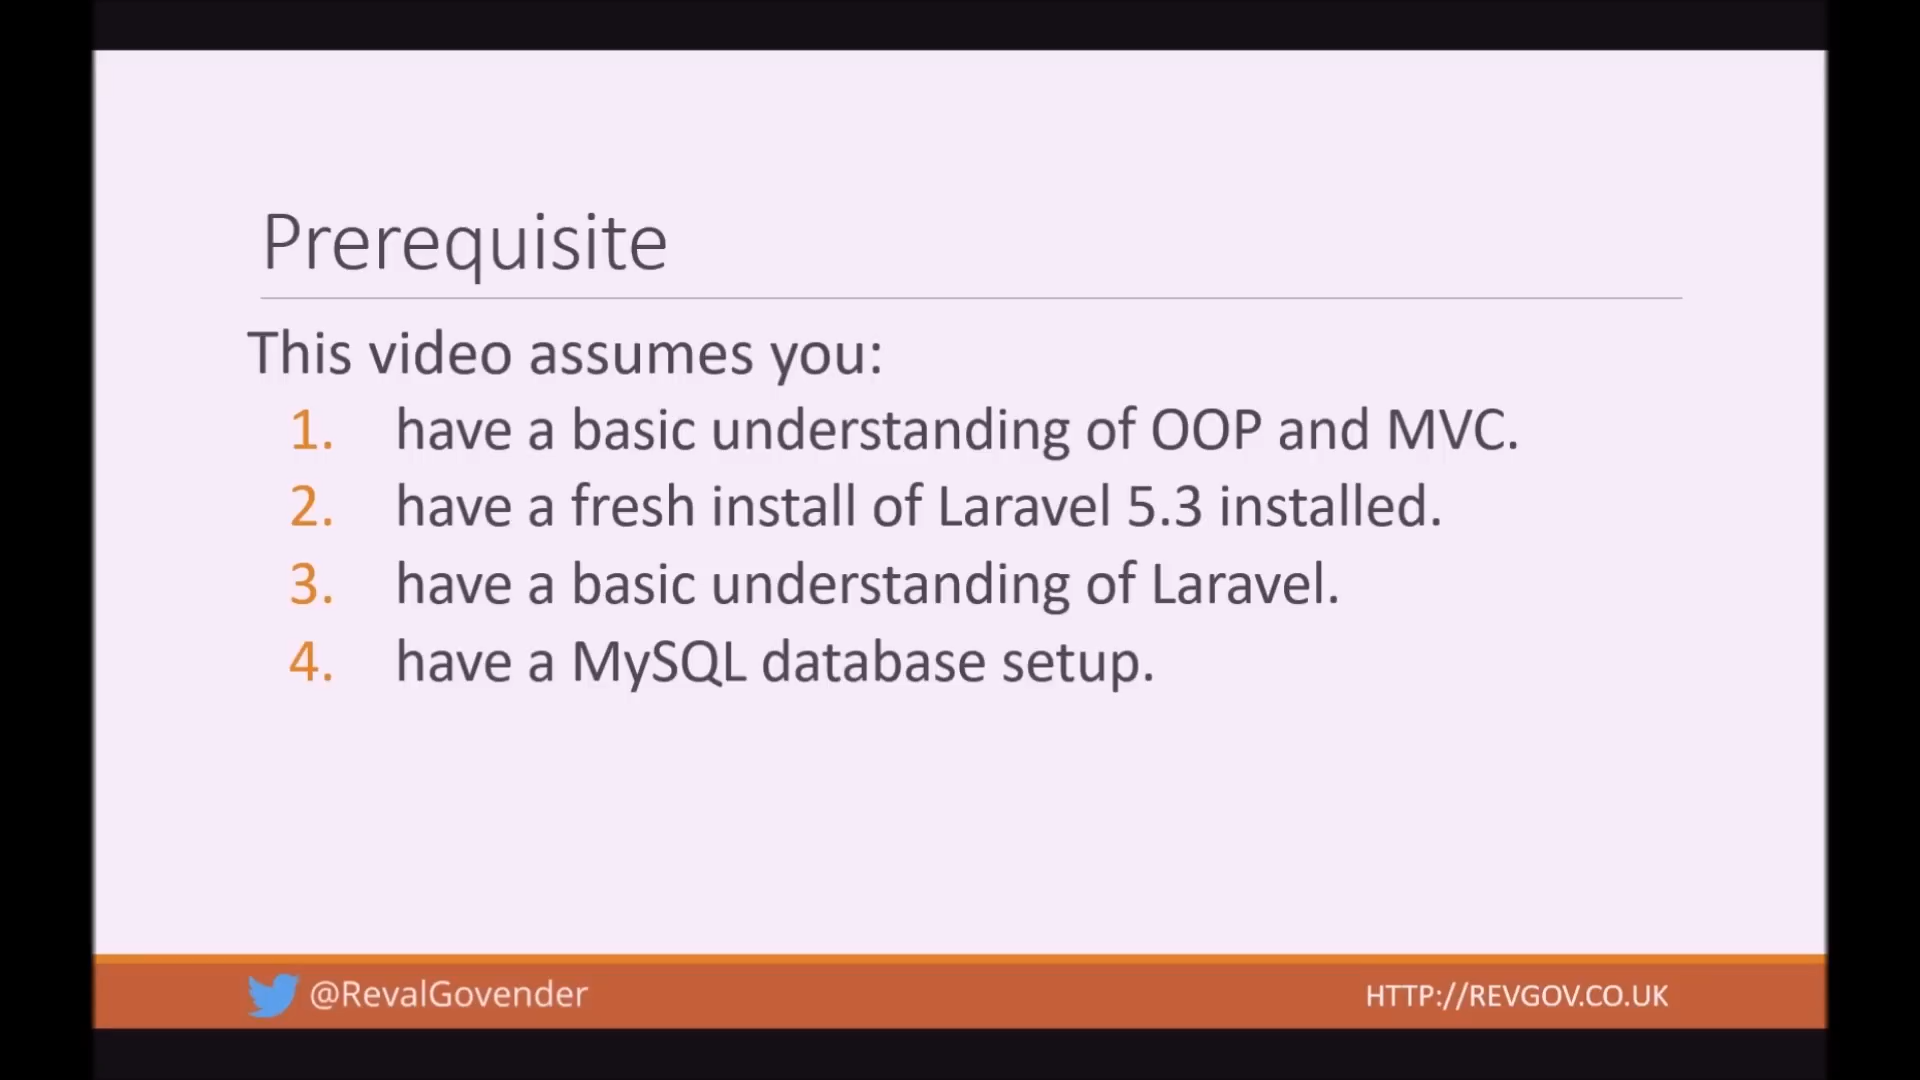 Prerequisite
This video assumes you:
1. have a basic understanding of OOP and MVC.
2. have a fresh install of Laravel 5.3 installed.
3. have a basic understanding of Laravel.
4. have a MySQL database setup.
@RevalGovender
HTTP://REVGOV.CO.UK